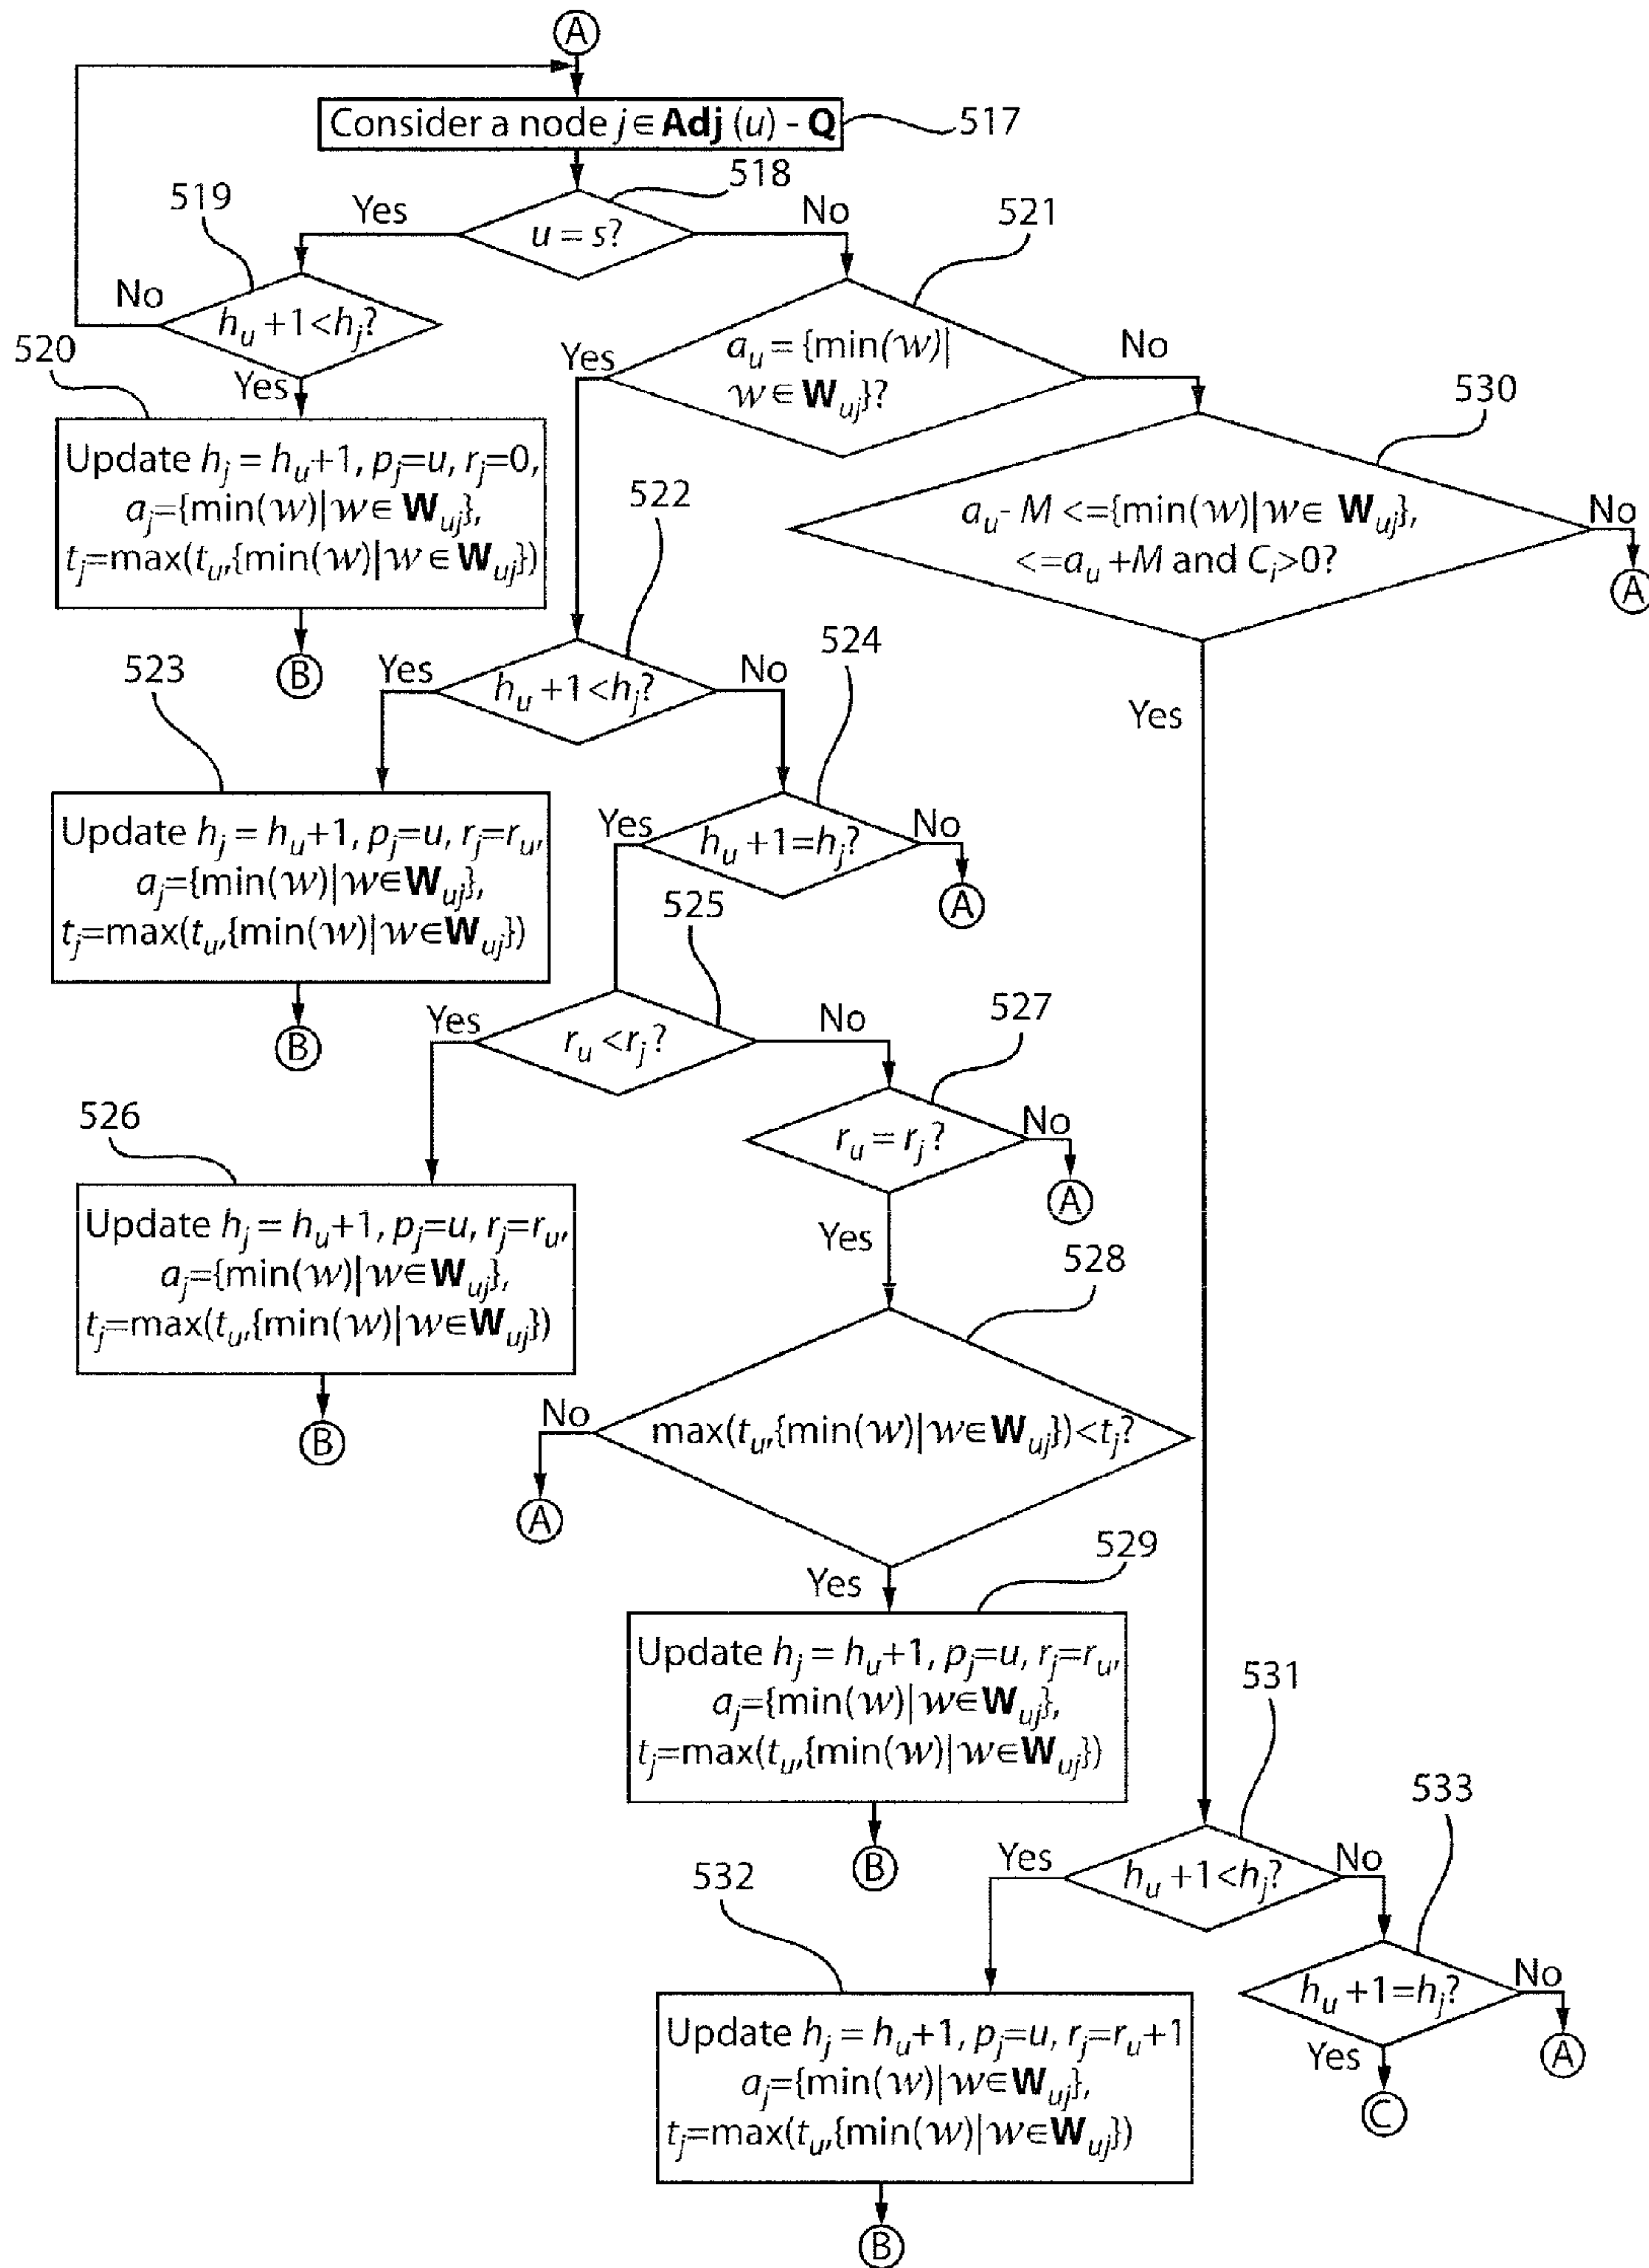 A
Consider a node j ∈ Adj (u) - Q
517
518
519
Yes
u = s?
No
521
No
h_u +1<h_j?
520
Yes
Yes
a_u = {min(w)|
w ∈ W_uj}?
No
530
Update h_j = h_u+1, p_j=u, r_j=0,
a_j={min(w)|w ∈ W_uj},
t_j=max(t_u,{min(w)|w ∈ W_uj})
B
522
a_u- M <={min(w)|w ∈ W_uj},
<=a_u +M and C_i>0?
No
A
Yes
523
Yes
h_u +1<h_j?
No
524
Update h_j = h_u+1, p_j=u, r_j=r_u,
a_j={min(w)|w∈W_uj},
t_j=max(t_u,{min(w)|w∈W_uj})
B
Yes
h_u +1=h_j?
No
A
525
Yes
r_u <r_j?
No
527
r_u = r_j?
No
A
526
Update h_j = h_u+1, p_j=u, r_j=r_u,
a_j={min(w)|w∈W_uj},
t_j=max(t_u,{min(w)|w∈W_uj})
B
Yes
528
No
max(t_u,{min(w)|w∈W_uj})<t_j?
A
Yes
529
Update h_j = h_u+1, p_j=u, r_j=r_u,
a_j={min(w)|w∈W_uj},
t_j=max(t_u,{min(w)|w∈W_uj})
B
531
Yes
h_u +1<h_j?
No
533
532
Update h_j = h_u+1, p_j=u, r_j=r_u+1
a_j={min(w)|w∈W_uj},
t_j=max(t_u,{min(w)|w∈W_uj})
B
h_u +1=h_j?
No
A
Yes
C